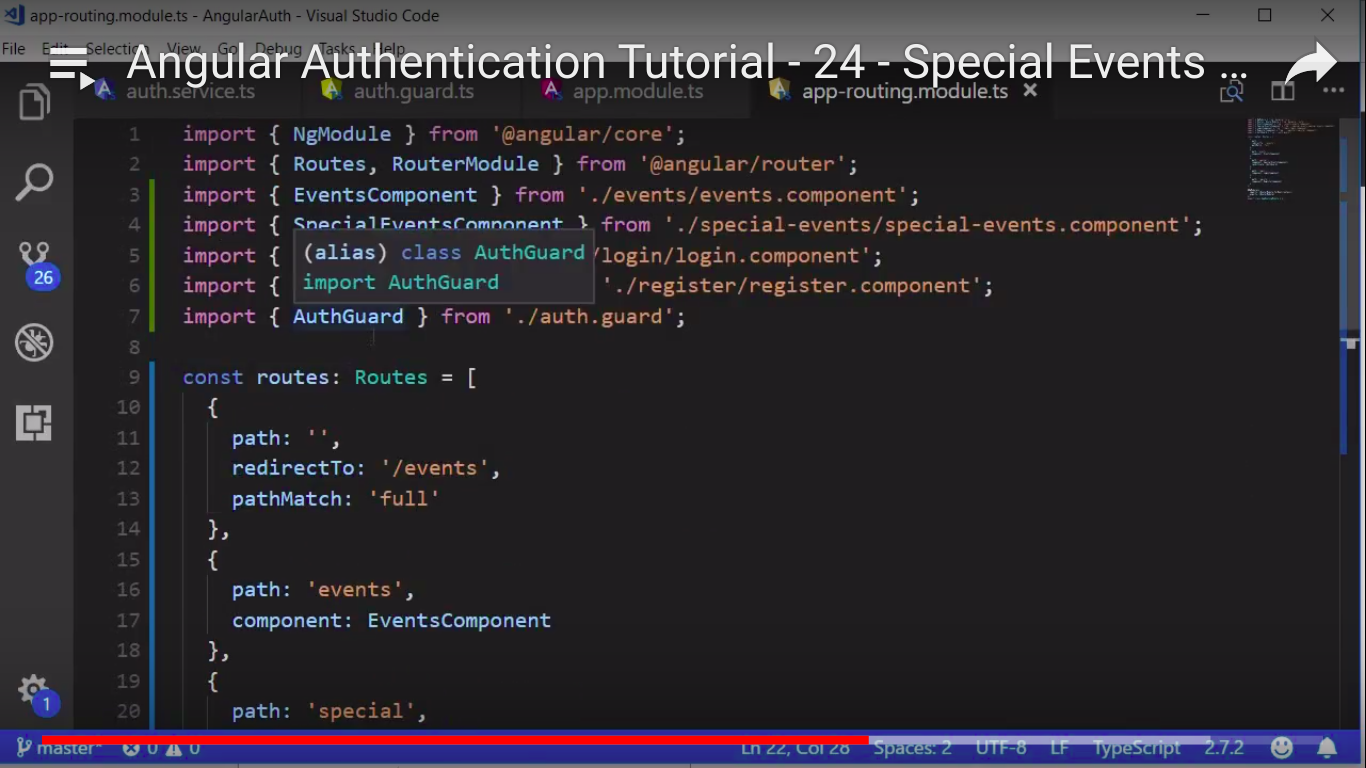 app-routing.module.ts - AngularAuth - Visual Studio Code
File Edit Selection View Go Debug Tasks Help
Angular Authentication Tutorial - 24 - Special Events ...
auth.service.ts auth.guard.ts app.module.ts app-routing.module.ts
1 import { NgModule } from '@angular/core';
2 import { Routes, RouterModule } from '@angular/router';
3 import { EventsComponent } from './events/events.component';
4 import { SpecialEventsComponent } from './special-events/special-events.component';
5 import { /login/login.component';
6 import { './register/register.component';
(alias) class AuthGuard
import AuthGuard
7 import { AuthGuard } from './auth.guard';
8
9 const routes: Routes = [
10 {
11 path: '',
12 redirectTo: '/events',
13 pathMatch: 'full'
14 },
15 {
16 path: 'events',
17 component: EventsComponent
18 },
19 {
20 path: 'special',
26
1
master* 0 0 Ln 22, Col 28 Spaces: 2 UTF-8 LF TypeScript 2.7.2